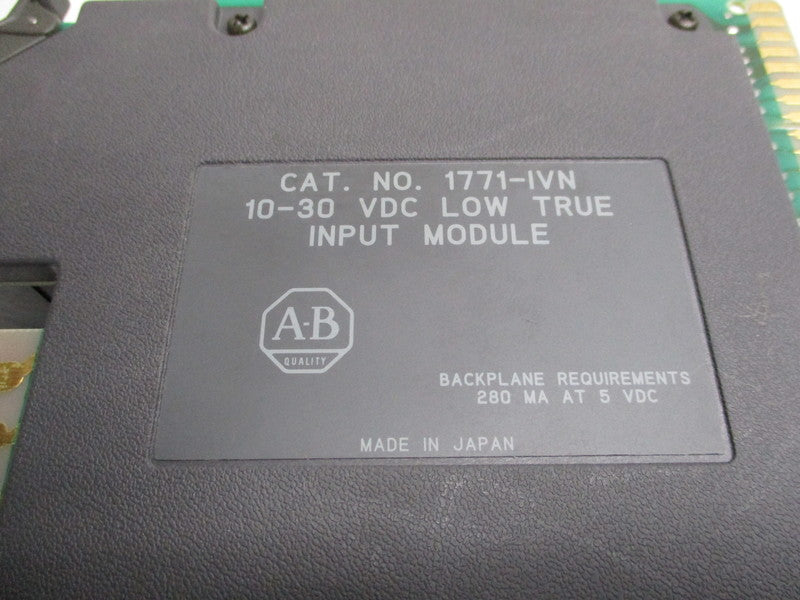 CAT. NO. 1771-IVN
10-30 VDC LOW TRUE
INPUT MODULE
A-B
QUALITY
BACKPLANE REQUIREMENTS
280 MA AT 5 VDC
MADE IN JAPAN